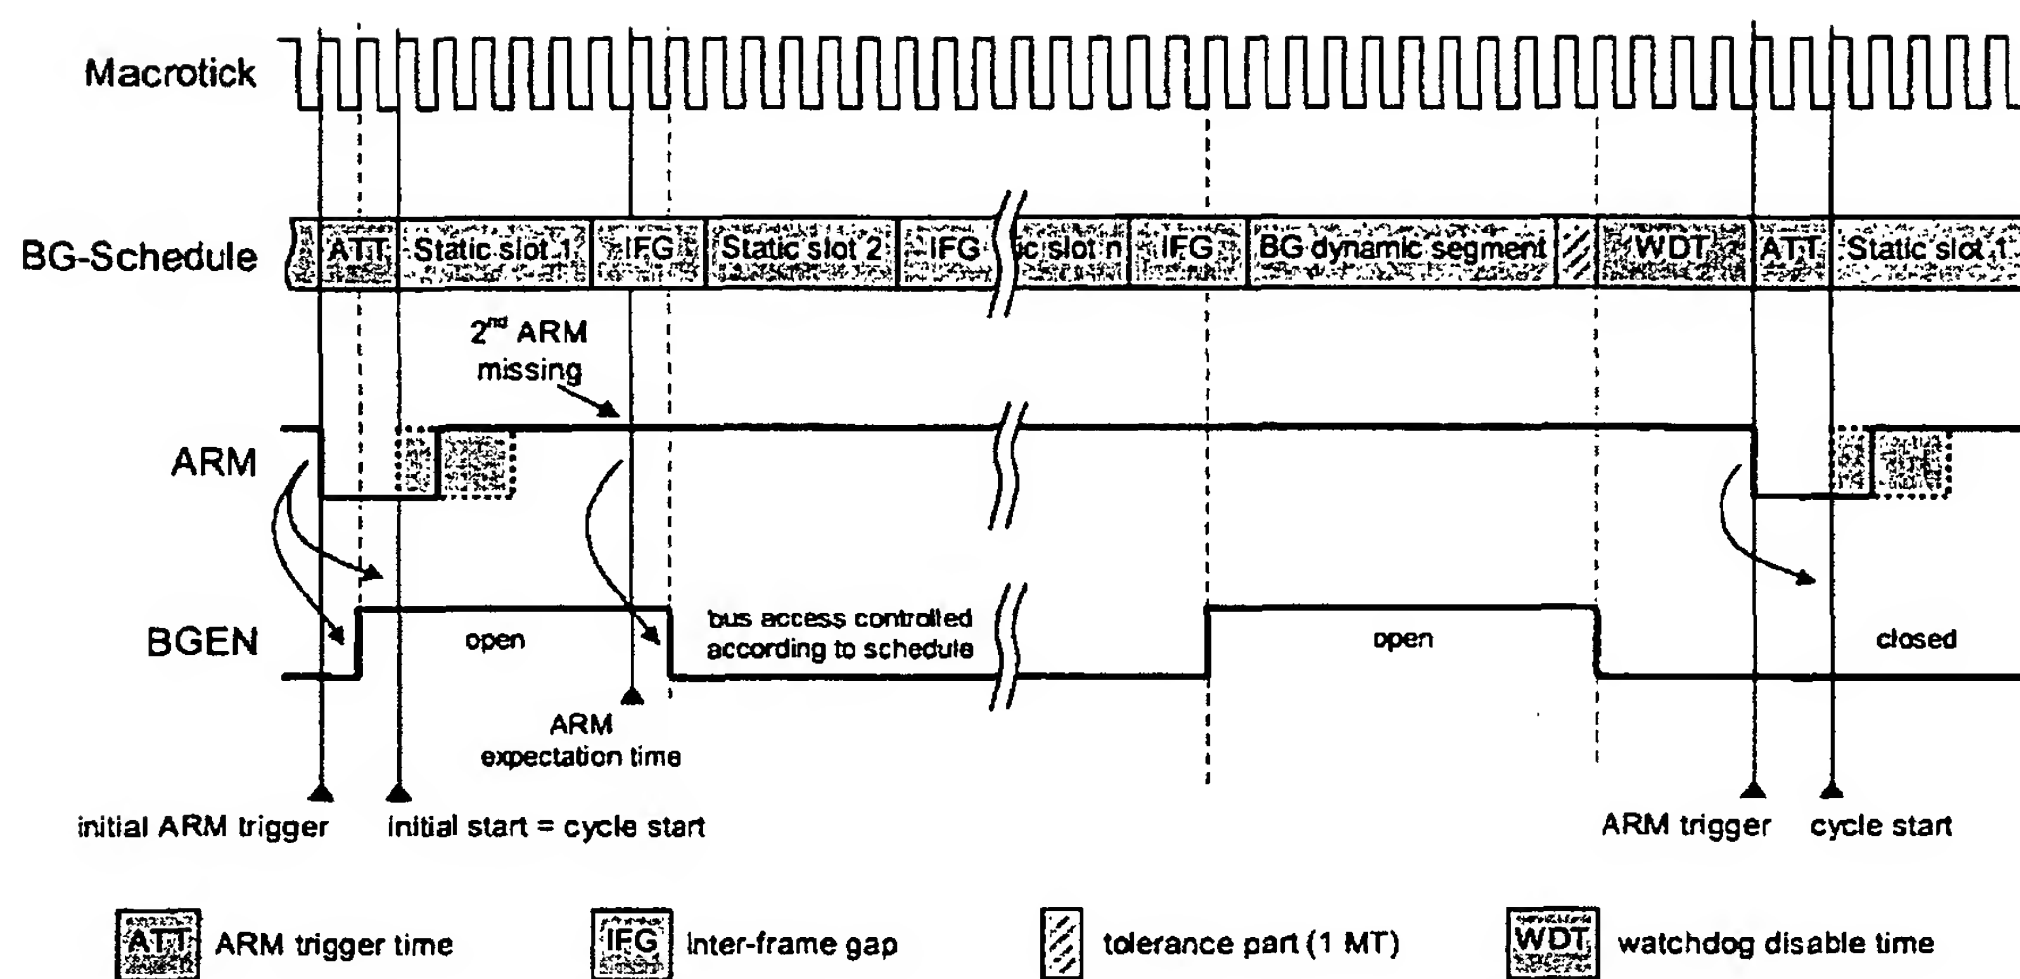 Macrotick
BG-Schedule
ATT Static slot 1 IFG Static slot 2 IFG ic slot n IFG BG dynamic segment WDT ATT Static slot 1
2nd ARM
missing
ARM
BGEN
open
bus access controlled
according to schedule
open
closed
ARM
expectation time
initial ARM trigger
initial start = cycle start
ARM trigger
cycle start
ATT ARM trigger time
IFG Inter-frame gap
tolerance part (1 MT)
WDT watchdog disable time